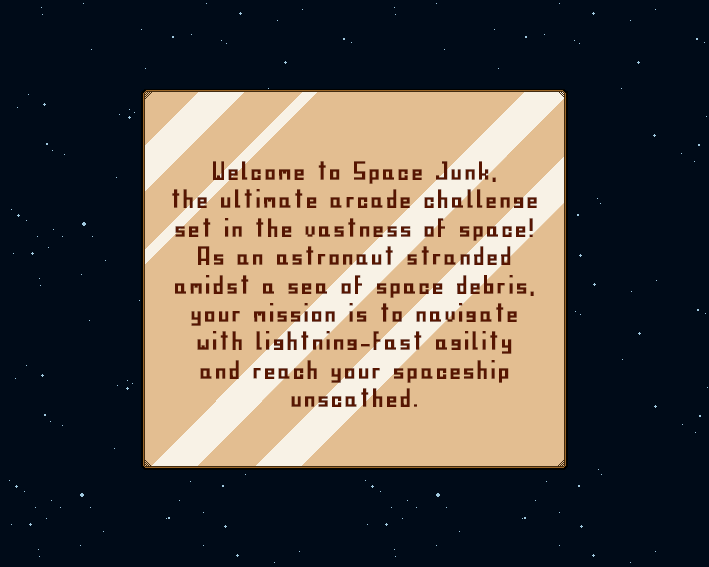 Welcome to Space Junk,
the ultimate arcade challenge
set in the vastness of space!
As an astronaut stranded
amidst a sea of space debris,
your mission is to navigate
with lightning-fast agility
and reach your spaceship
unscathed.